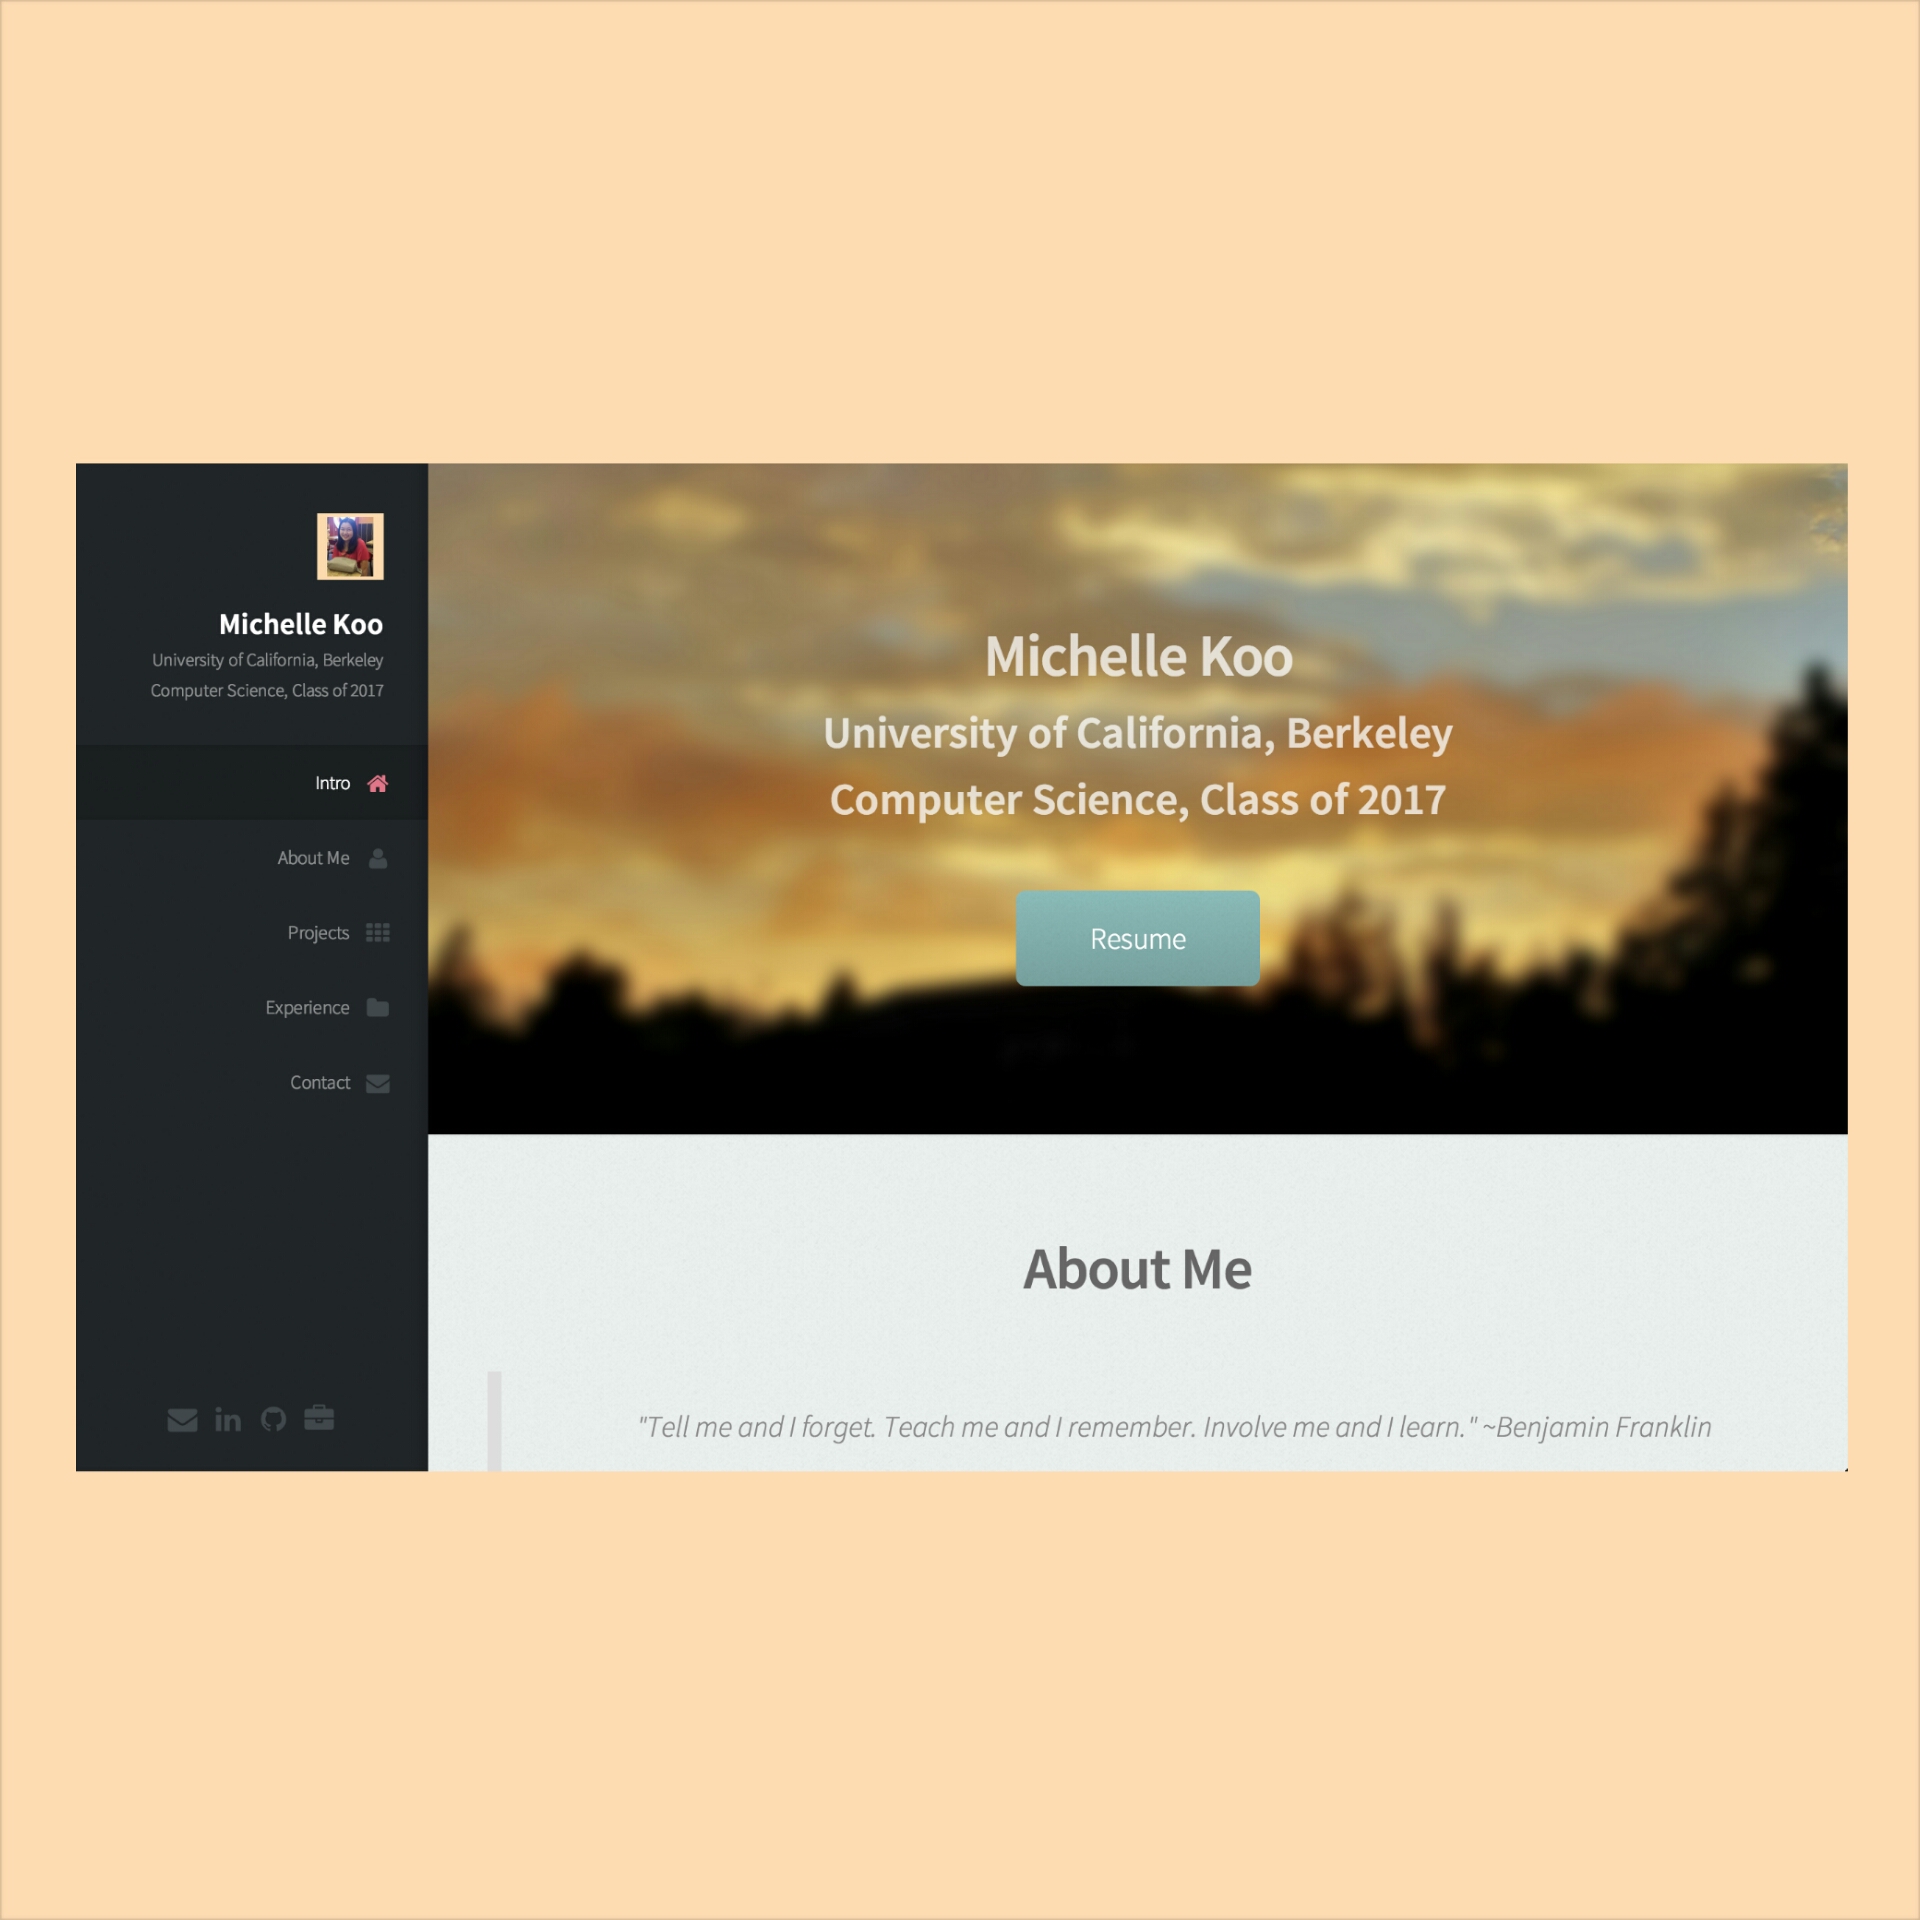 Michelle Koo
University of California, Berkeley
Computer Science, Class of 2017
Intro
About Me
Projects
Experience
Contact
Michelle Koo
University of California, Berkeley
Computer Science, Class of 2017
Resume
About Me
"Tell me and I forget. Teach me and I remember. Involve me and I learn." ~Benjamin Franklin